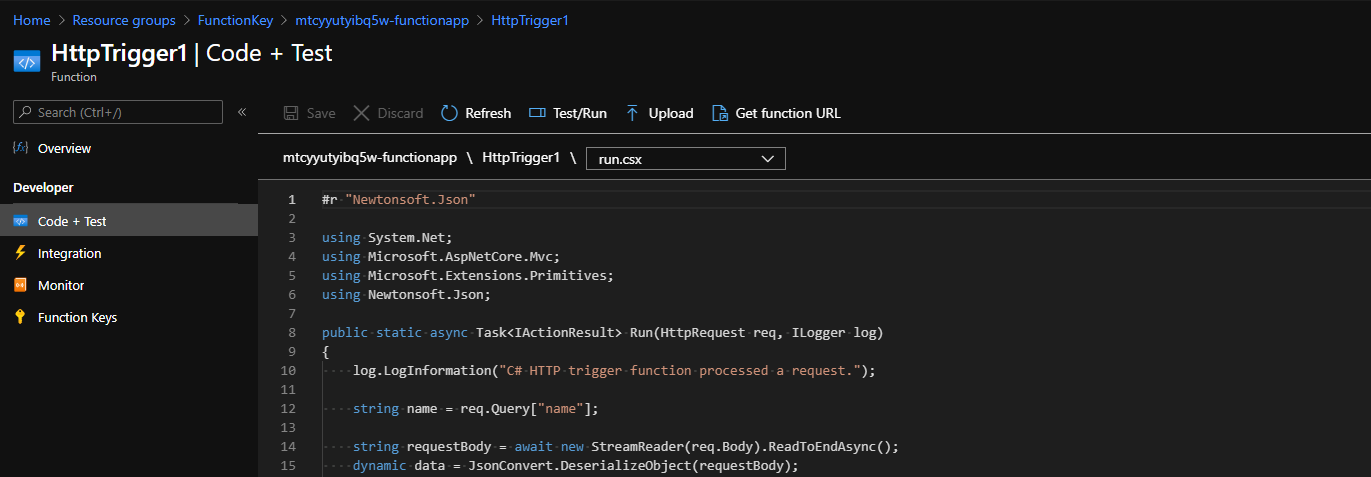 Home > Resource groups > FunctionKey > mtcyyutyibq5w-functionapp > HttpTrigger1
HttpTrigger1 | Code + Test
Function
Search (Ctrl+/)
«
Overview
Developer
Code + Test
Integration
Monitor
Function Keys
Save Discard Refresh Test/Run Upload Get function URL
mtcyyutyibq5w-functionapp \ HttpTrigger1 \ run.csx
1 #r "Newtonsoft.Json"
2
3 using System.Net;
4 using Microsoft.AspNetCore.Mvc;
5 using Microsoft.Extensions.Primitives;
6 using Newtonsoft.Json;
7
8 public static async Task<IActionResult> Run(HttpRequest req, ILogger log)
9 {
10 log.LogInformation("C# HTTP trigger function processed a request.");
11
12 string name = req.Query["name"];
13
14 string requestBody = await new StreamReader(req.Body).ReadToEndAsync();
15 dynamic data = JsonConvert.DeserializeObject(requestBody);